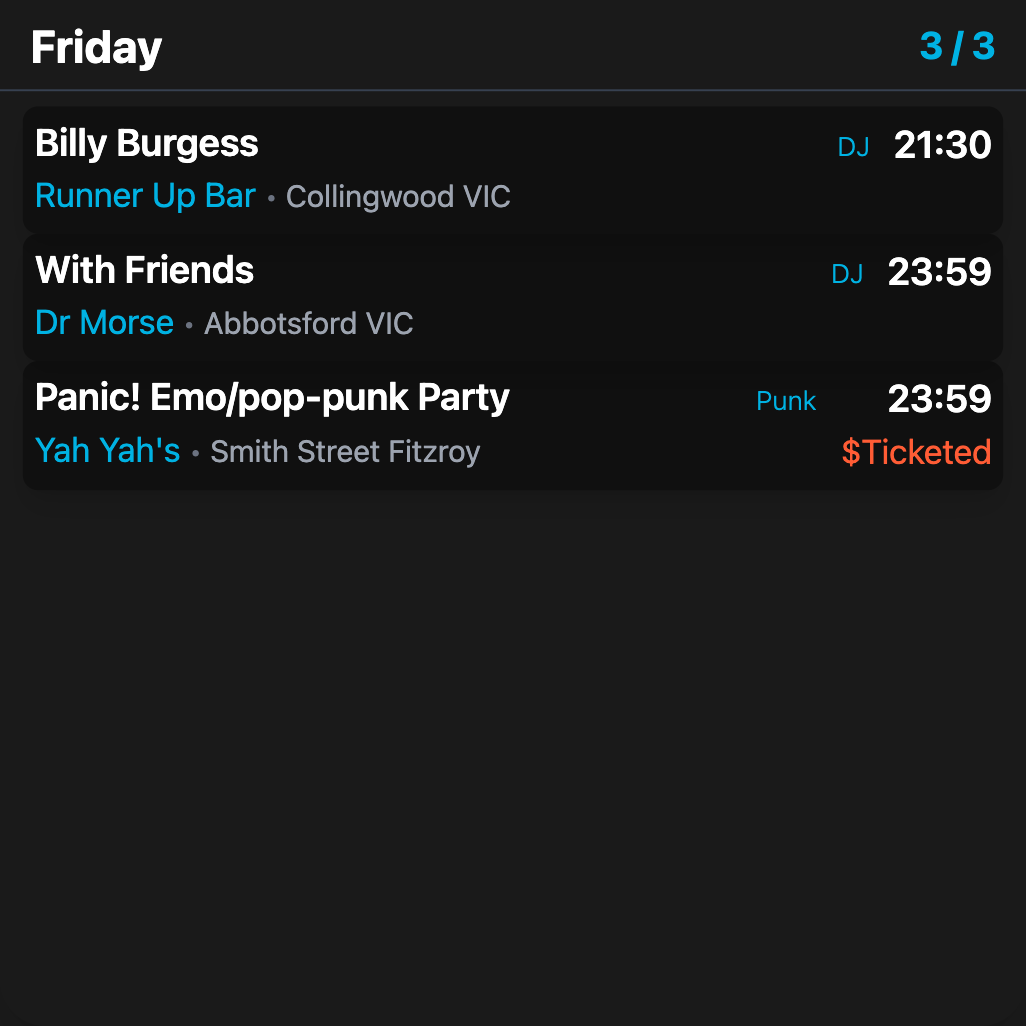 Friday 3 / 3
Billy Burgess DJ 21:30
Runner Up Bar • Collingwood VIC
With Friends DJ 23:59
Dr Morse • Abbotsford VIC
Panic! Emo/pop-punk Party Punk 23:59
Yah Yah's • Smith Street Fitzroy $Ticketed